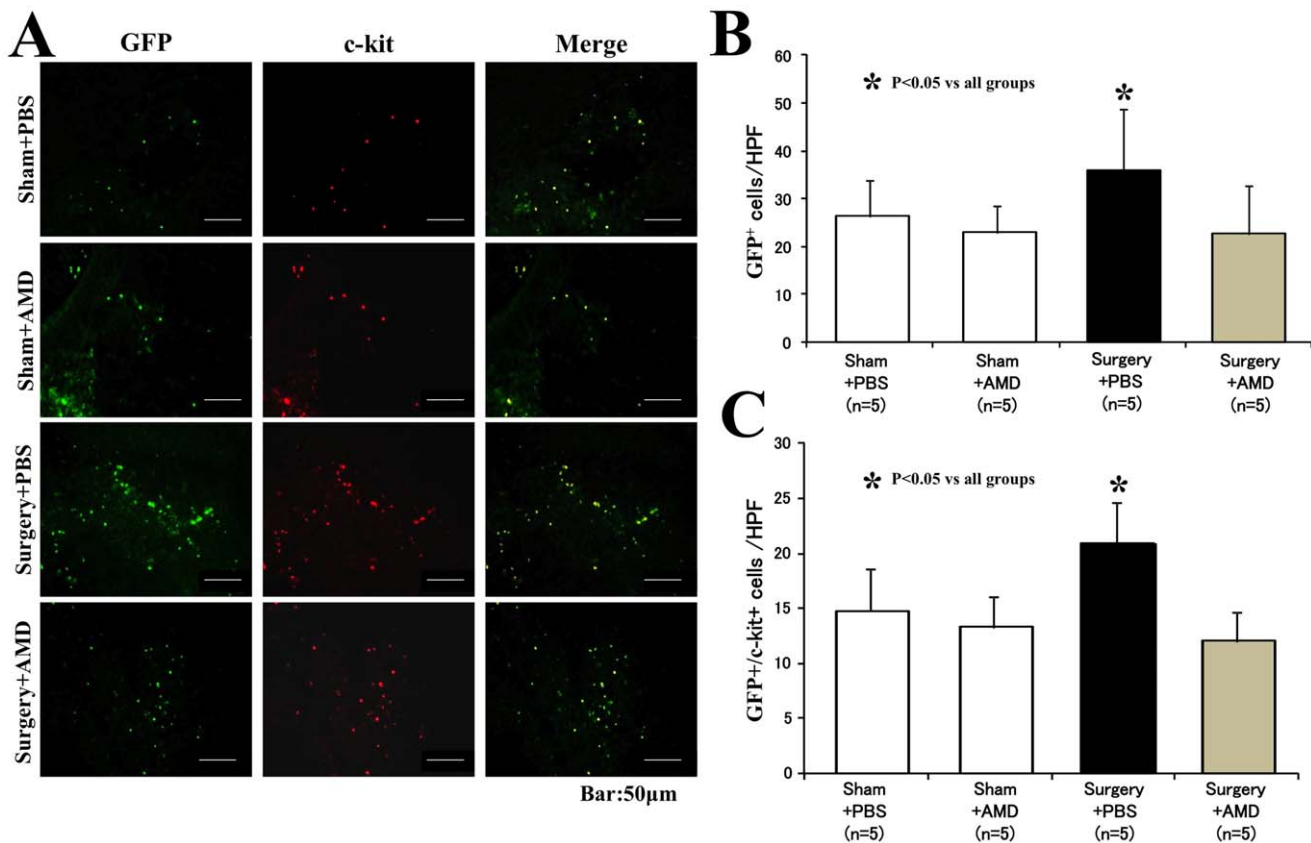 A
GFP
c-kit
Merge
Sham+PBS
Sham+AMD
Surgery+PBS
Surgery+AMD
Bar:50μm
B
GFP+ cells/HPF
60
50
40
30
20
10
0
* P<0.05 vs all groups
*
Sham
+PBS
(n=5)
Sham
+AMD
(n=5)
Surgery
+PBS
(n=5)
Surgery
+AMD
(n=5)
C
GFP+/c-kit+ cells /HPF
30
25
20
15
10
5
0
* P<0.05 vs all groups
*
Sham
+PBS
(n=5)
Sham
+AMD
(n=5)
Surgery
+PBS
(n=5)
Surgery
+AMD
(n=5)